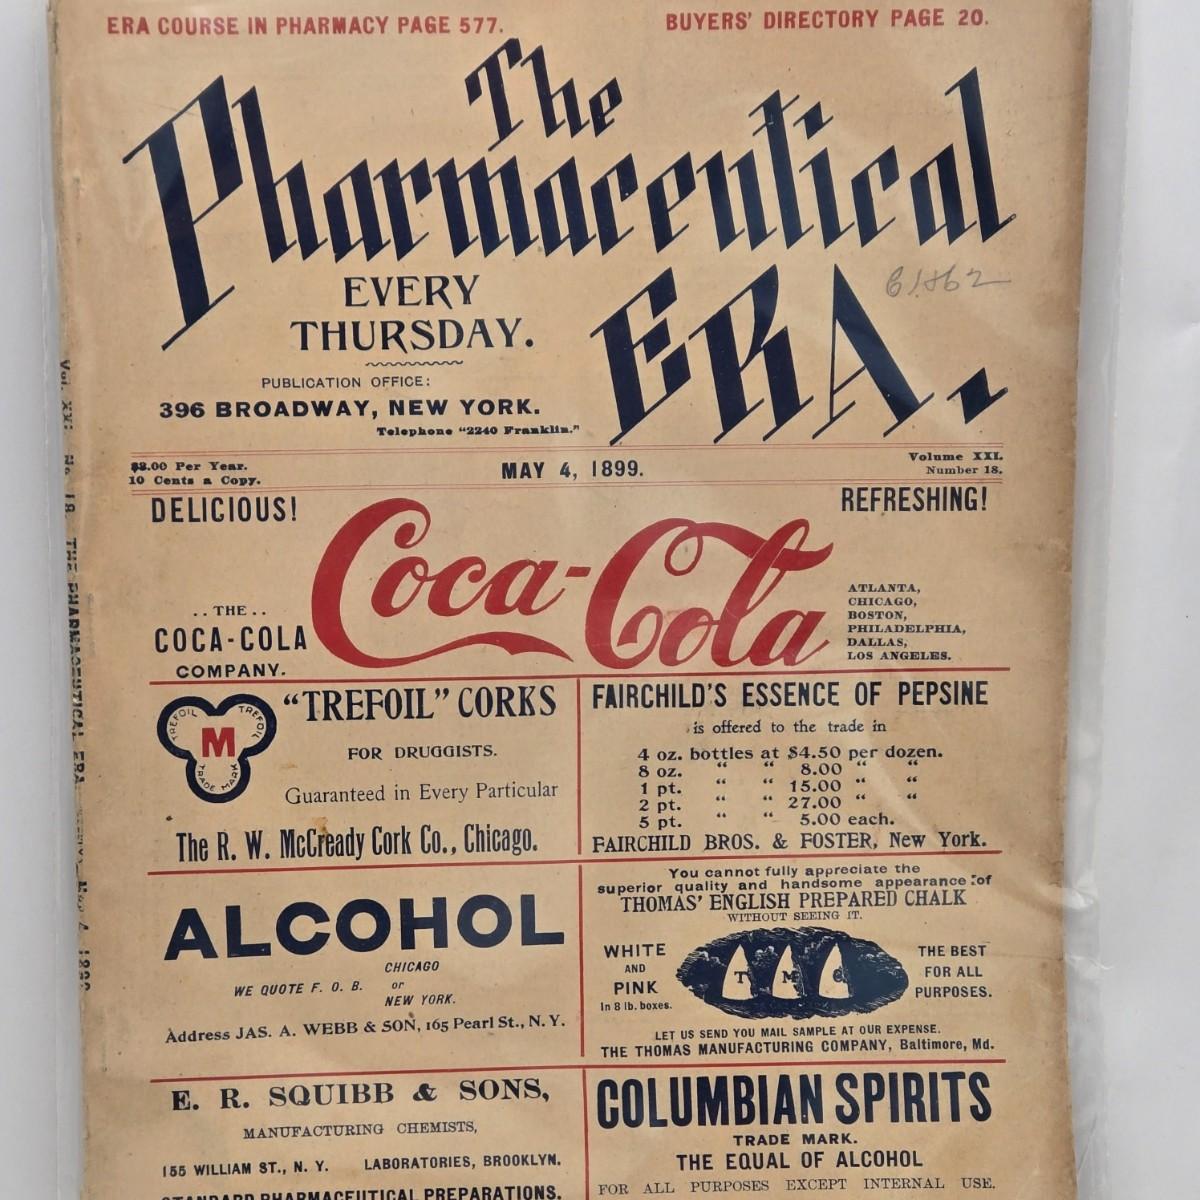 ERA COURSE IN PHARMACY PAGE 577.
BUYERS' DIRECTORY PAGE 20.
The
Pharmaceutical
ERA.
EVERY
THURSDAY.
PUBLICATION OFFICE:
396 BROADWAY, NEW YORK.
Telephone "2240 Franklin."
$3.00 Per Year.
10 Cents a Copy.
MAY 4, 1899.
Volume XXI.
Number 18.
DELICIOUS!
REFRESHING!
Coca-Cola
..THE..
COCA-COLA
COMPANY.
ATLANTA,
CHICAGO,
BOSTON,
PHILADELPHIA,
DALLAS,
LOS ANGELES.
TREFOIL
TREFOIL
M
TRADE MARK
"TREFOIL" CORKS
FOR DRUGGISTS.
Guaranteed in Every Particular
The R. W. McCready Cork Co., Chicago.
FAIRCHILD'S ESSENCE OF PEPSINE
is offered to the trade in
4 oz. bottles at $4.50 per dozen.
8 oz. " " 8.00 " "
1 pt. " " 15.00 " "
2 pt. " " 27.00 " "
5 pt. " " 5.00 each.
FAIRCHILD BROS. & FOSTER, New York.
ALCOHOL
WE QUOTE F. O. B.
CHICAGO
or
NEW YORK.
Address JAS. A. WEBB & SON, 165 Pearl St., N. Y.
You cannot fully appreciate the
superior quality and handsome appearance of
THOMAS' ENGLISH PREPARED CHALK
WITHOUT SEEING IT.
WHITE
AND
PINK
In 8 lb. boxes.
T M
THE BEST
FOR ALL
PURPOSES.
LET US SEND YOU MAIL SAMPLE AT OUR EXPENSE.
THE THOMAS MANUFACTURING COMPANY, Baltimore, Md.
E. R. SQUIBB & SONS,
MANUFACTURING CHEMISTS,
155 WILLIAM ST., N. Y. LABORATORIES, BROOKLYN.
STANDARD PHARMACEUTICAL PREPARATIONS.
COLUMBIAN SPIRITS
TRADE MARK.
THE EQUAL OF ALCOHOL
FOR ALL PURPOSES EXCEPT INTERNAL USE.